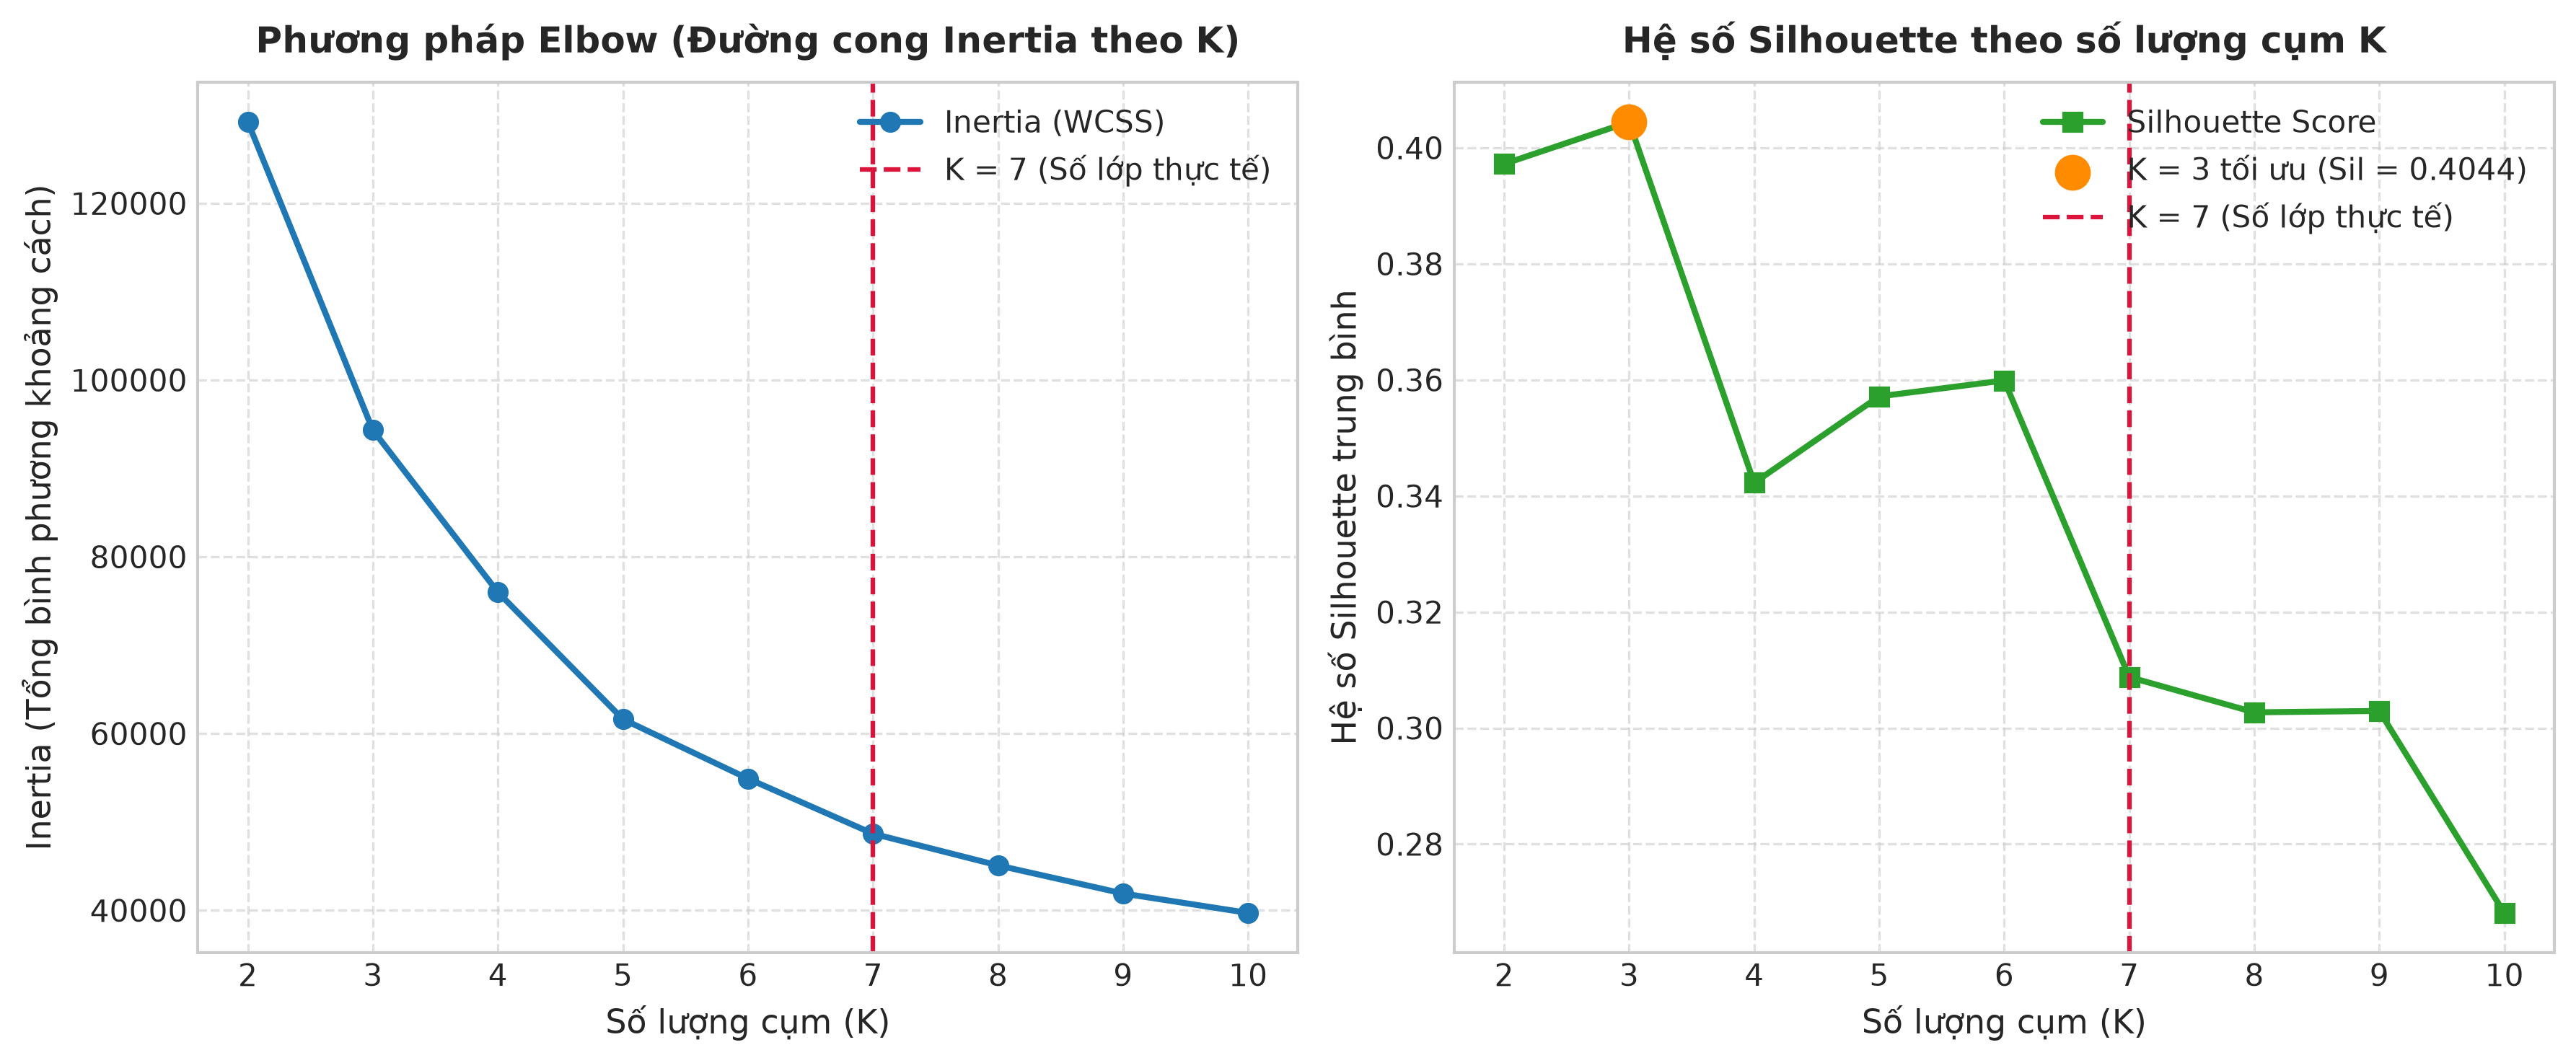 Phương pháp Elbow (Đường cong Inertia theo K)
Inertia (Tổng bình phương khoảng cách)
120000
100000
80000
60000
40000
Inertia (WCSS)
K = 7 (Số lớp thực tế)
2 3 4 5 6 7 8 9 10
Số lượng cụm (K)
Hệ số Silhouette theo số lượng cụm K
Hệ số Silhouette trung bình
0.40
0.38
0.36
0.34
0.32
0.30
0.28
Silhouette Score
K = 3 tối ưu (Sil = 0.4044)
K = 7 (Số lớp thực tế)
2 3 4 5 6 7 8 9 10
Số lượng cụm (K)